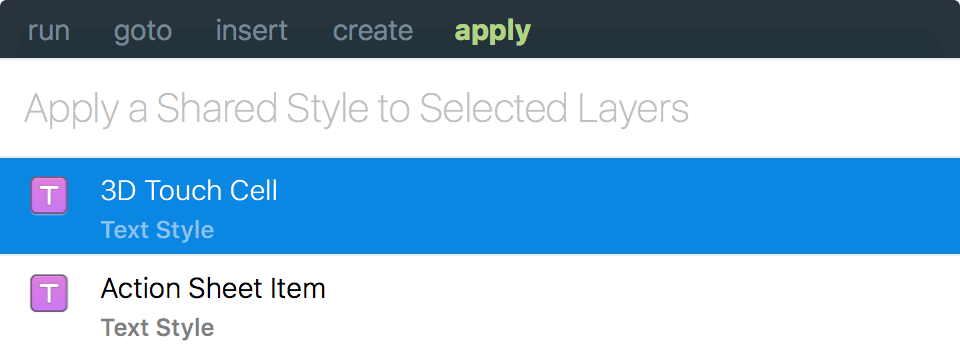 run goto insert create apply
Apply a Shared Style to Selected Layers
T
3D Touch Cell
Text Style
T
Action Sheet Item
Text Style